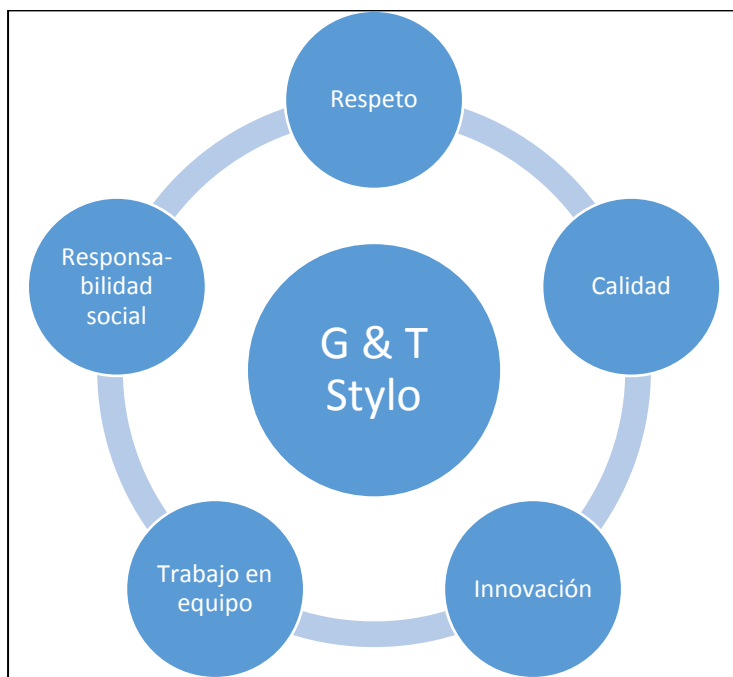 Respeto
Responsa-
bilidad
social
Calidad
G & T
Stylo
Trabajo en
equipo
Innovación